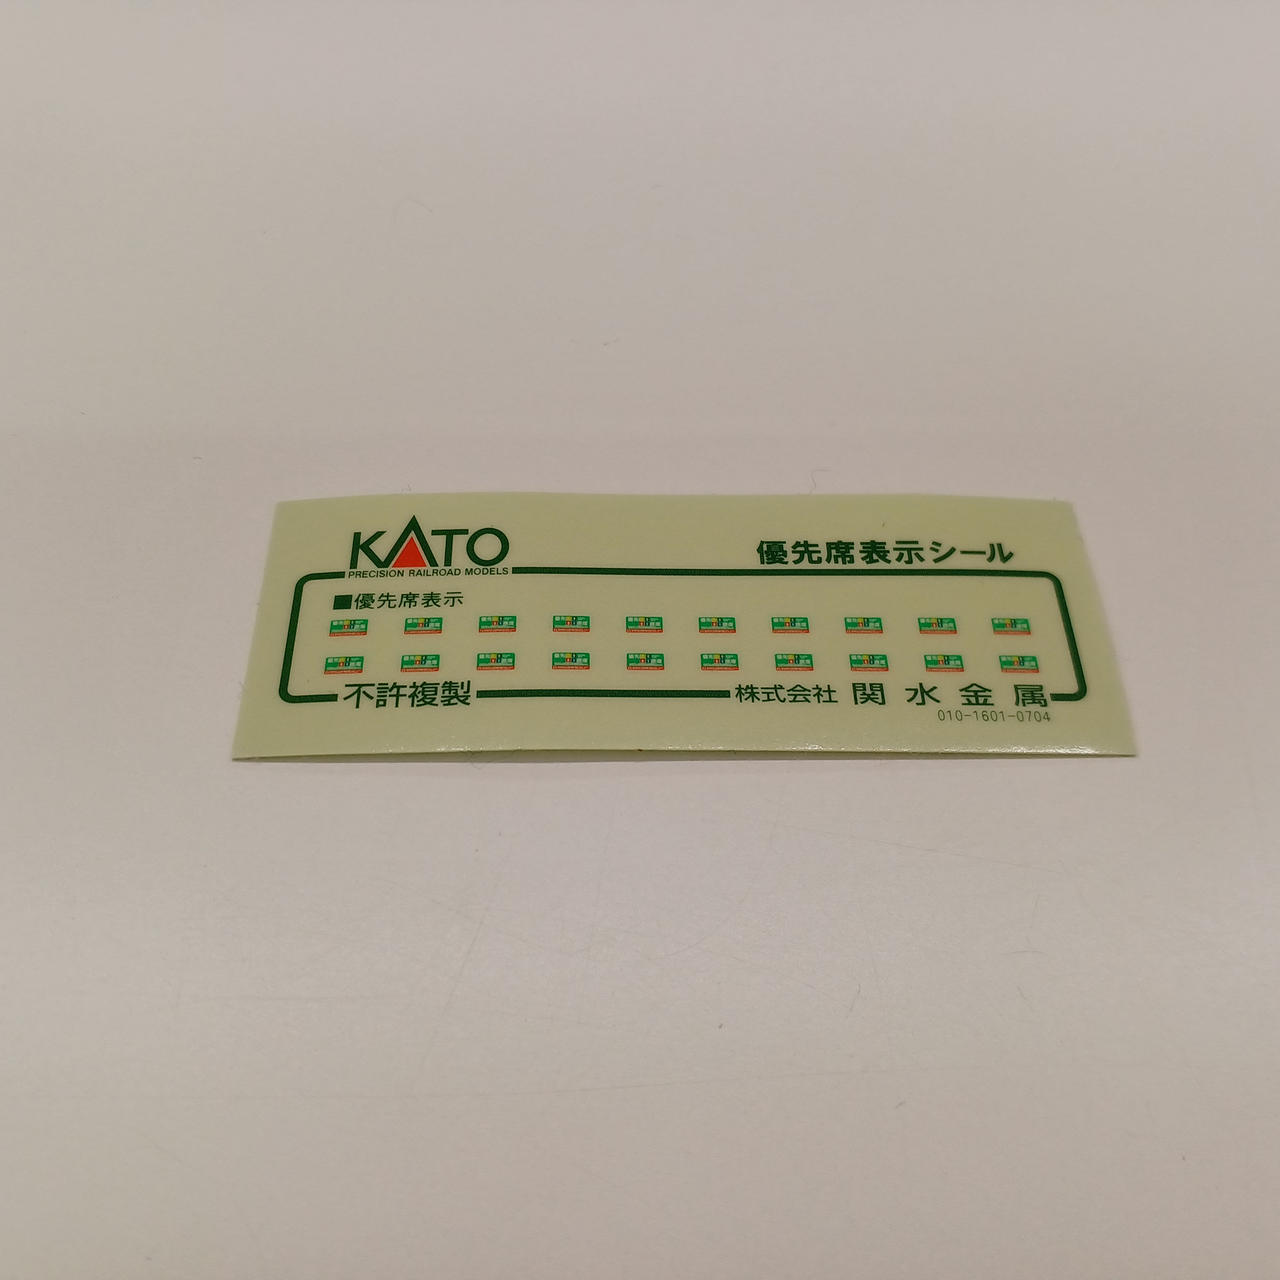 KATO
PRECISION RAILROAD MODELS
優先席表示シール
■優先席表示
不許複製
株式会社 関水金属
010-1601-0704